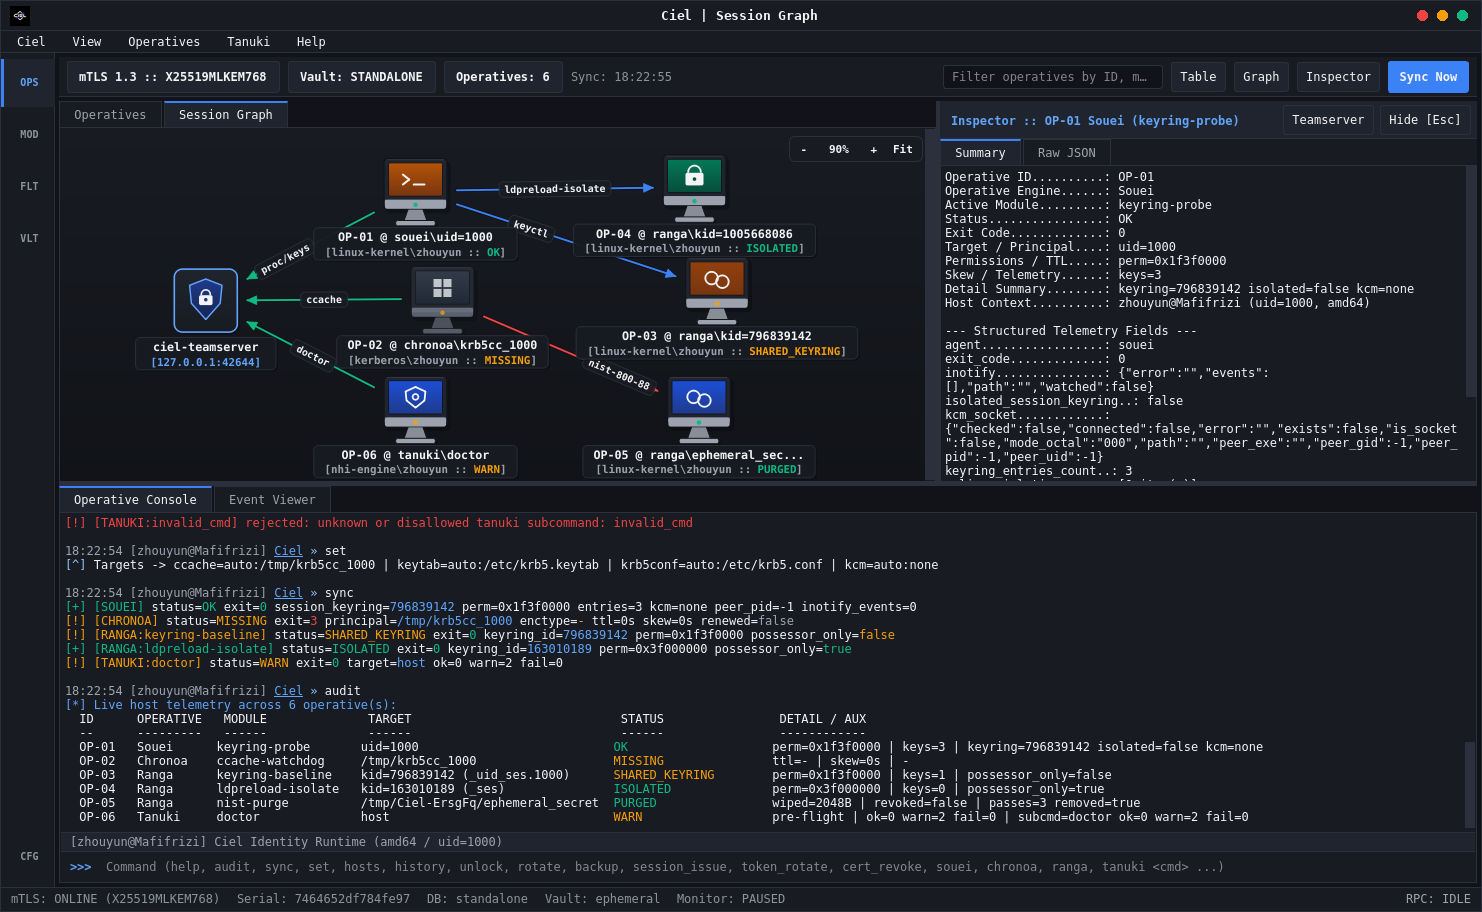 Ciel | Session Graph
Ciel View Operatives Tanuki Help
OPS
MOD
FLT
VLT
CFG
mTLS 1.3 :: X25519MLKEM768 Vault: STANDALONE Operatives: 6 Sync: 18:22:55 Filter operatives by ID, m… Table Graph Inspector Sync Now
Operatives Session Graph
- 90% + Fit
ldpreload-isolate
keyctl
proc/keys
OP-01 @ souei\uid=1000
[linux-kernel\zhouyun :: OK]
OP-04 @ ranga\kid=1005668086
[linux-kernel\zhouyun :: ISOLATED]
ccache
ciel-teamserver
[127.0.0.1:42644]
OP-02 @ chronoa\krb5cc_1000
[kerberos\zhouyun :: MISSING]
OP-03 @ ranga\kid=796839142
[linux-kernel\zhouyun :: SHARED_KEYRING]
doctor
nist-800-88
OP-06 @ tanuki\doctor
[nhi-engine\zhouyun :: WARN]
OP-05 @ ranga\ephemeral_sec...
[linux-kernel\zhouyun :: PURGED]
Inspector :: OP-01 Souei (keyring-probe) Teamserver Hide [Esc]
Summary Raw JSON
Operative ID..........: OP-01
Operative Engine......: Souei
Active Module.........: keyring-probe
Status................: OK
Exit Code.............: 0
Target / Principal....: uid=1000
Permissions / TTL.....: perm=0x1f3f0000
Skew / Telemetry......: keys=3
Detail Summary........: keyring=796839142 isolated=false kcm=none
Host Context..........: zhouyun@Mafifrizi (uid=1000, amd64)
--- Structured Telemetry Fields ---
agent.................: souei
exit_code.............: 0
inotify...............: {"error":"","events":
[],"path":"","watched":false}
isolated_session_keyring..: false
kcm_socket............:
{"checked":false,"connected":false,"error":"","exists":false,"is_socket
":false,"mode_octal":"000","path":"","peer_exe":"","peer_gid":-1,"peer_
pid":-1,"peer_uid":-1}
keyring_entries_count..: 3
Operative Console Event Viewer
[!] [TANUKI:invalid_cmd] rejected: unknown or disallowed tanuki subcommand: invalid_cmd
18:22:54 [zhouyun@Mafifrizi] Ciel » set
[^] Targets -> ccache=auto:/tmp/krb5cc_1000 | keytab=auto:/etc/krb5.keytab | krb5conf=auto:/etc/krb5.conf | kcm=auto:none
18:22:54 [zhouyun@Mafifrizi] Ciel » sync
[+] [SOUEI] status=OK exit=0 session_keyring=796839142 perm=0x1f3f0000 entries=3 kcm=none peer_pid=-1 inotify_events=0
[!] [CHRONOA] status=MISSING exit=3 principal=/tmp/krb5cc_1000 enctype=- ttl=0s skew=0s renewed=false
[!] [RANGA:keyring-baseline] status=SHARED_KEYRING exit=0 keyring_id=796839142 perm=0x1f3f0000 possessor_only=false
[+] [RANGA:ldpreload-isolate] status=ISOLATED exit=0 keyring_id=163010189 perm=0x3f000000 possessor_only=true
[!] [TANUKI:doctor] status=WARN exit=0 target=host ok=0 warn=2 fail=0
18:22:54 [zhouyun@Mafifrizi] Ciel » audit
[*] Live host telemetry across 6 operative(s):
ID OPERATIVE MODULE TARGET STATUS DETAIL / AUX
-- --------- ------ ------ ------ ------------
OP-01 Souei keyring-probe uid=1000 OK perm=0x1f3f0000 | keys=3 | keyring=796839142 isolated=false kcm=none
OP-02 Chronoa ccache-watchdog /tmp/krb5cc_1000 MISSING ttl=- | skew=0s | -
OP-03 Ranga keyring-baseline kid=796839142 (_uid_ses.1000) SHARED_KEYRING perm=0x1f3f0000 | keys=1 | possessor_only=false
OP-04 Ranga ldpreload-isolate kid=163010189 (_ses) ISOLATED perm=0x3f000000 | keys=0 | possessor_only=true
OP-05 Ranga nist-purge /tmp/Ciel-ErsgFq/ephemeral_secret PURGED wiped=2048B | revoked=false | passes=3 removed=true
OP-06 Tanuki doctor host WARN pre-flight | ok=0 warn=2 fail=0 | subcmd=doctor ok=0 warn=2 fail=0
[zhouyun@Mafifrizi] Ciel Identity Runtime (amd64 / uid=1000)
>>> Command (help, audit, sync, set, hosts, history, unlock, rotate, backup, session_issue, token_rotate, cert_revoke, souei, chronoa, ranga, tanuki <cmd> ...)
mTLS: ONLINE (X25519MLKEM768) Serial: 7464652df784fe97 DB: standalone Vault: ephemeral Monitor: PAUSED RPC: IDLE